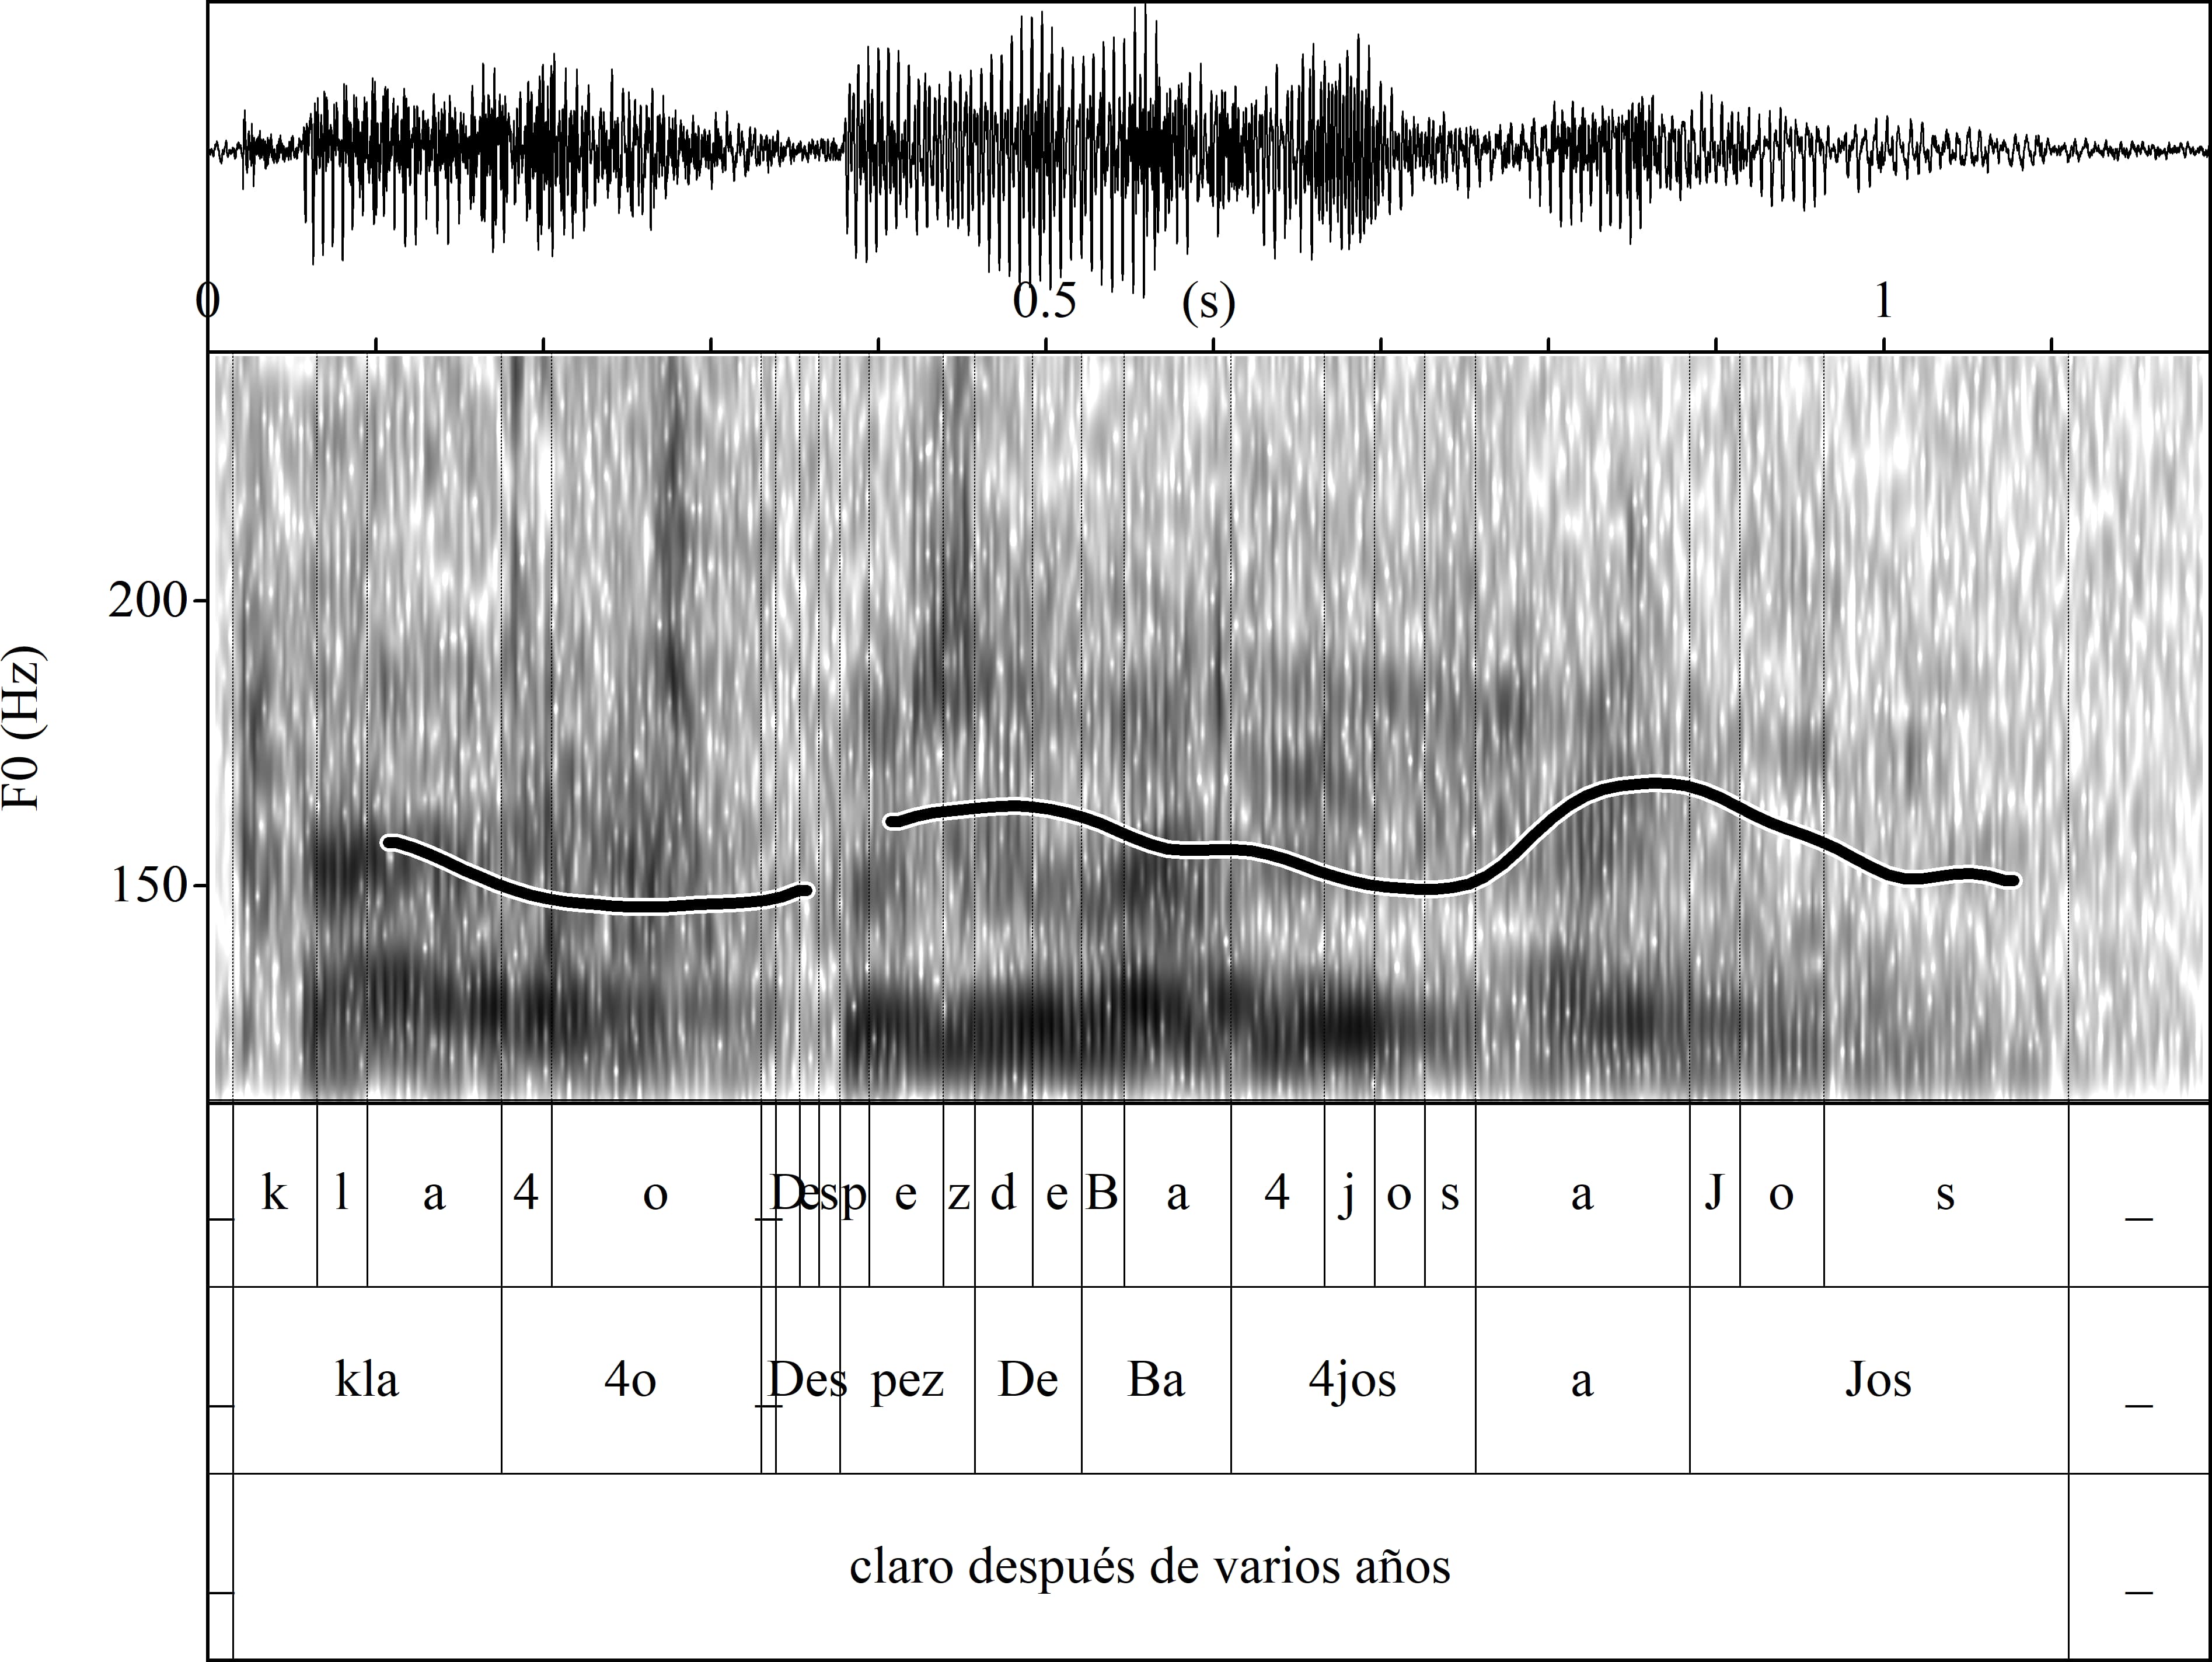 0 0.5 (s) 1
F0 (Hz)
200
150
_ k l a 4 o _ D e s p e z d e B a 4 j o s a J o s _
_ kla 4o _ Des pez De Ba 4jos a Jos _
_ claro después de varios años _